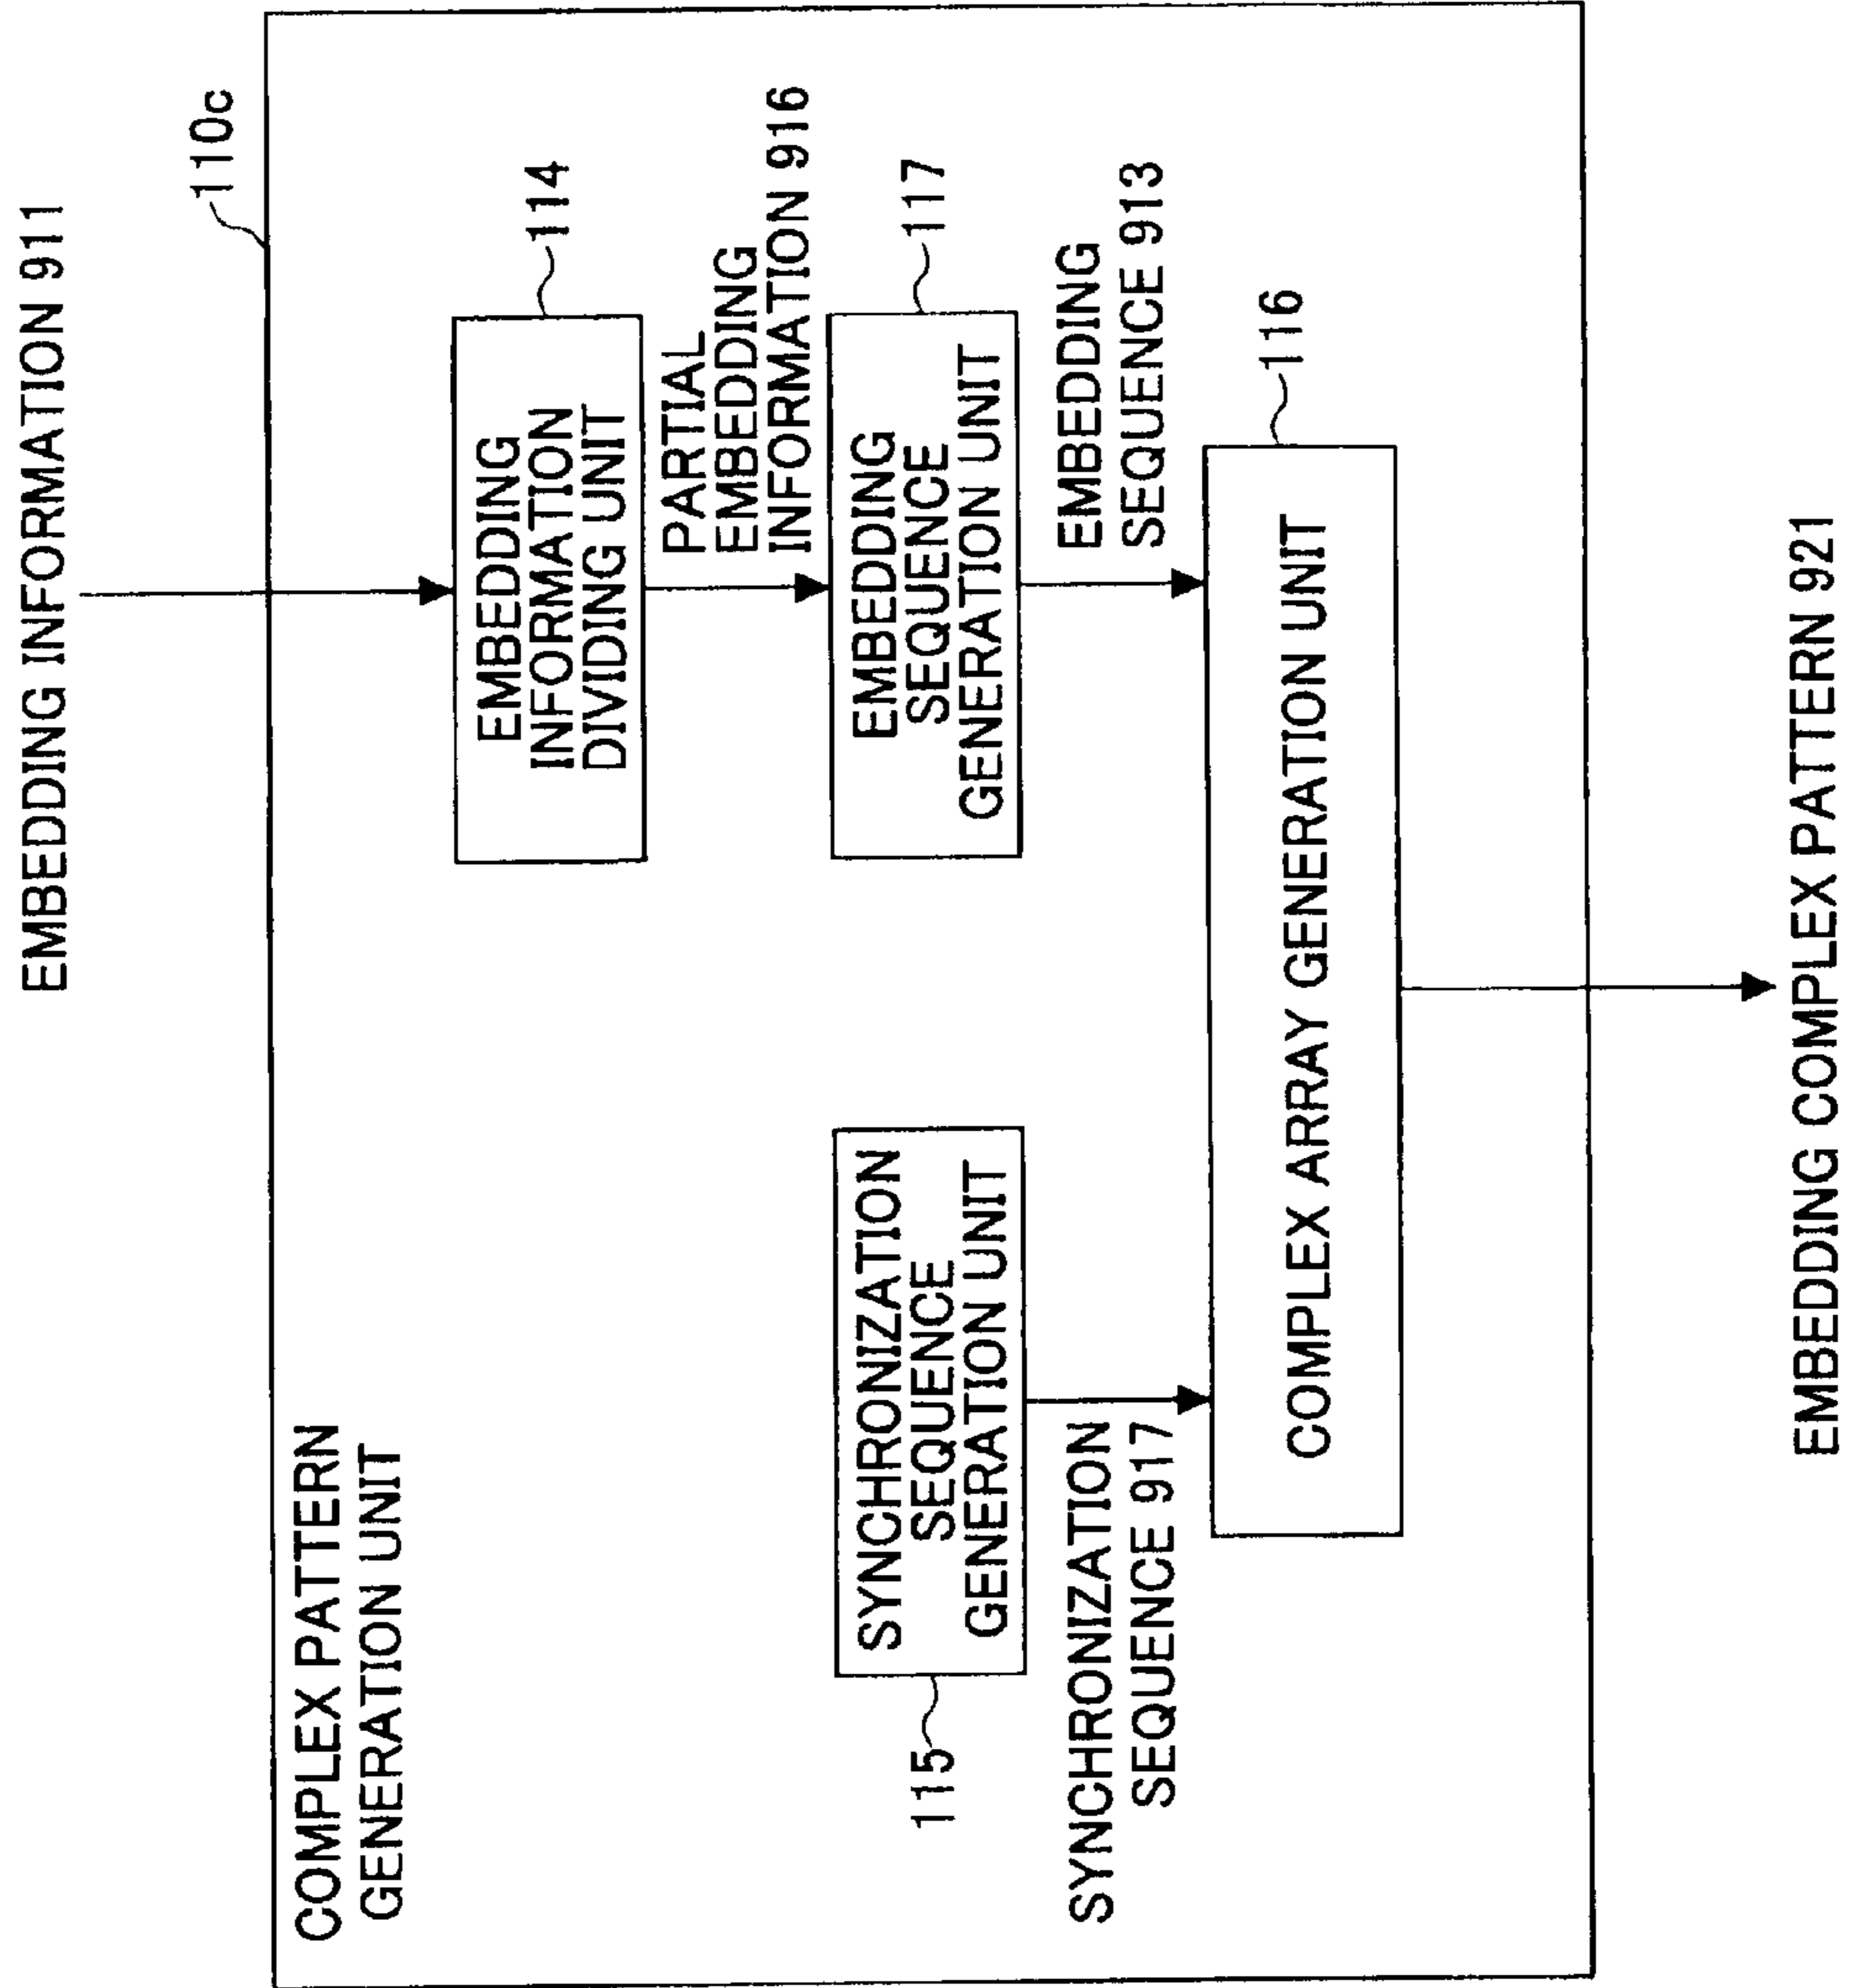 EMBEDDING INFORMATION 911
110c
COMPLEX PATTERN
GENERATION UNIT
EMBEDDING
INFORMATION
DIVIDING UNIT
114
PARTIAL
EMBEDDING
INFORMATION 916
SYNCHRONIZATION
SEQUENCE
GENERATION UNIT
115
EMBEDDING
SEQUENCE
GENERATION UNIT
117
SYNCHRONIZATION
SEQUENCE 917
EMBEDDING
SEQUENCE 913
COMPLEX ARRAY GENERATION UNIT
116
EMBEDDING COMPLEX PATTERN 921